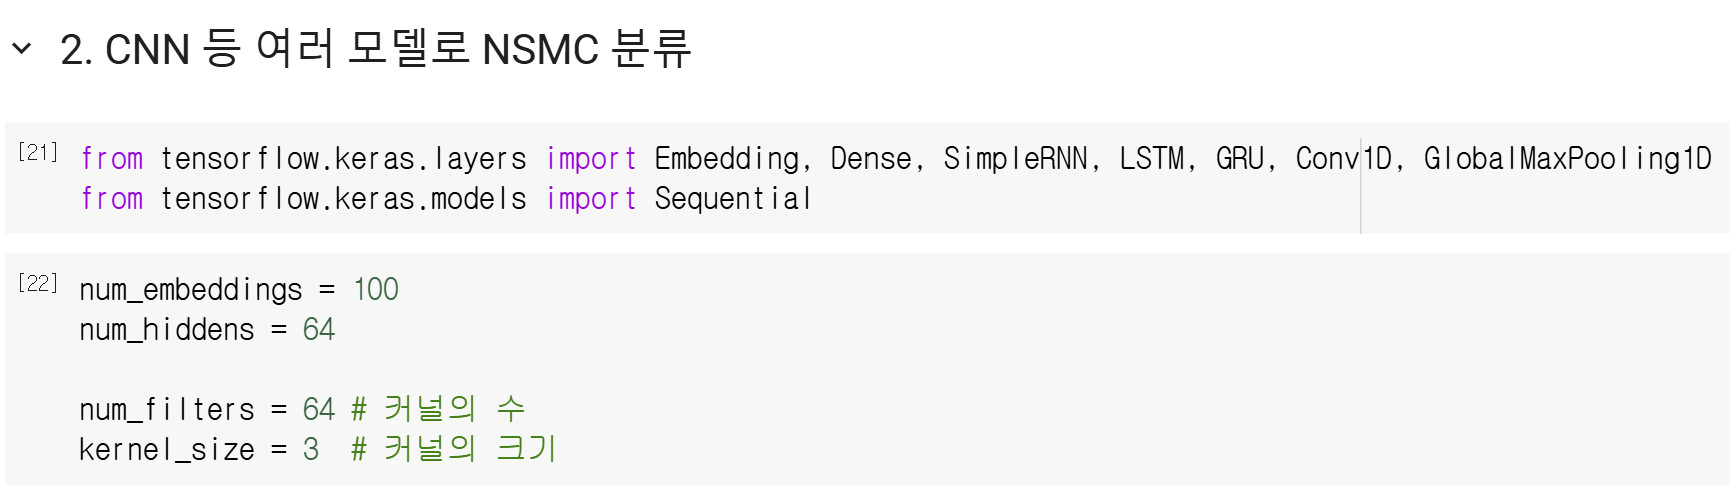 2. CNN 등 여러 모델로 NSMC 분류
[21] from tensorflow.keras.layers import Embedding, Dense, SimpleRNN, LSTM, GRU, Conv1D, GlobalMaxPooling1D
from tensorflow.keras.models import Sequential
[22] num_embeddings = 100
num_hiddens = 64
num_filters = 64 # 커널의 수
kernel_size = 3  # 커널의 크기